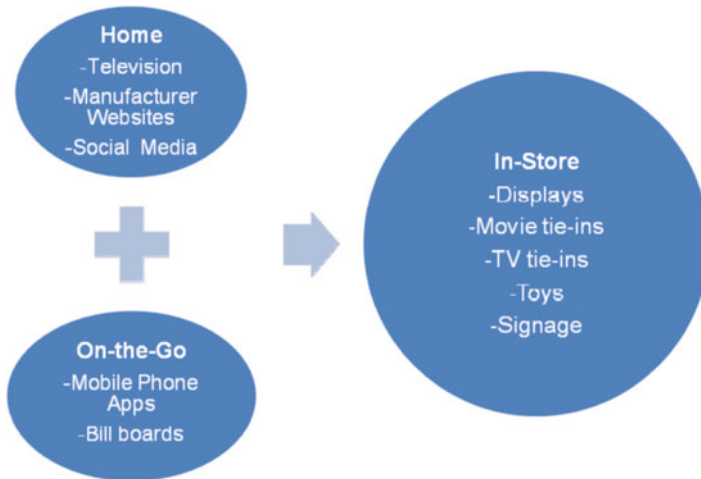 Home
-Television
-Manufacturer
Websites
-Social Media
On-the-Go
-Mobile Phone
Apps
-Bill boards
In-Store
-Displays
-Movie tie-ins
-TV tie-ins
-Toys
-Signage